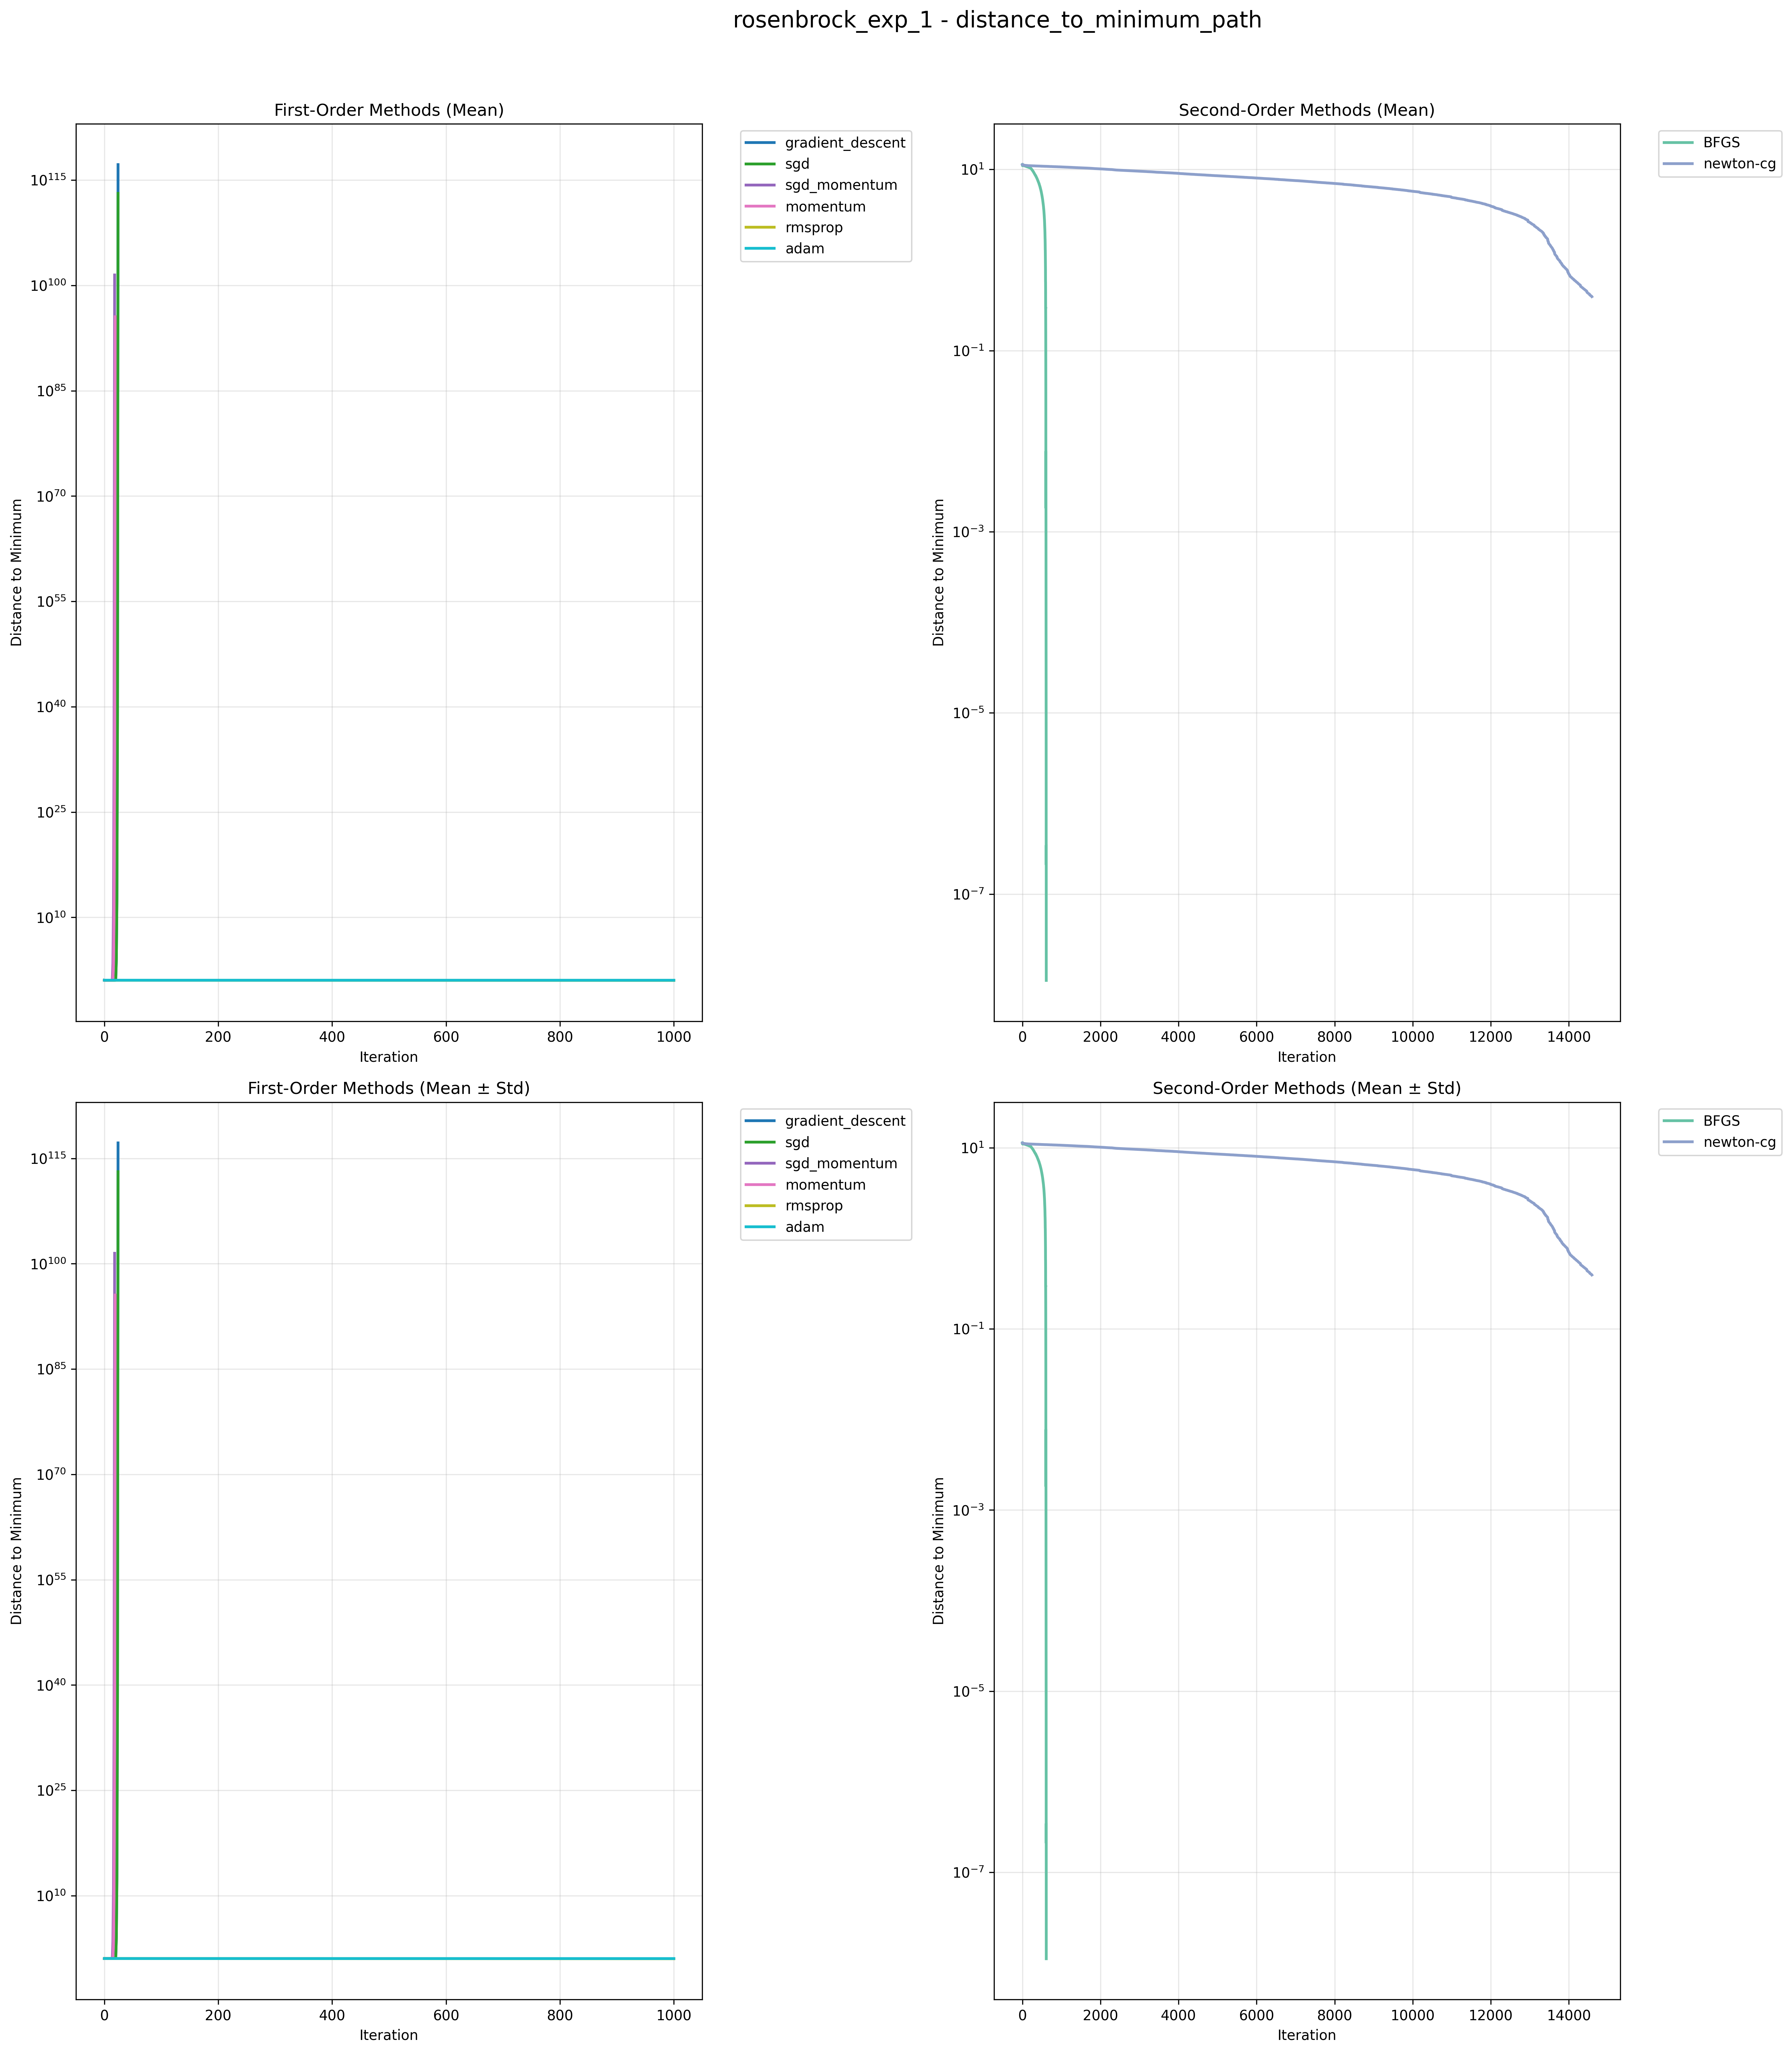 rosenbrock_exp_1 - distance_to_minimum_path
First-Order Methods (Mean)
Distance to Minimum
10^115
10^100
10^85
10^70
10^55
10^40
10^25
10^10
0 200 400 600 800 1000
Iteration
gradient_descent
sgd
sgd_momentum
momentum
rmsprop
adam
Second-Order Methods (Mean)
Distance to Minimum
10^1
10^−1
10^−3
10^−5
10^−7
0 2000 4000 6000 8000 10000 12000 14000
Iteration
BFGS
newton-cg
First-Order Methods (Mean ± Std)
Distance to Minimum
10^115
10^100
10^85
10^70
10^55
10^40
10^25
10^10
0 200 400 600 800 1000
Iteration
gradient_descent
sgd
sgd_momentum
momentum
rmsprop
adam
Second-Order Methods (Mean ± Std)
Distance to Minimum
10^1
10^−1
10^−3
10^−5
10^−7
0 2000 4000 6000 8000 10000 12000 14000
Iteration
BFGS
newton-cg